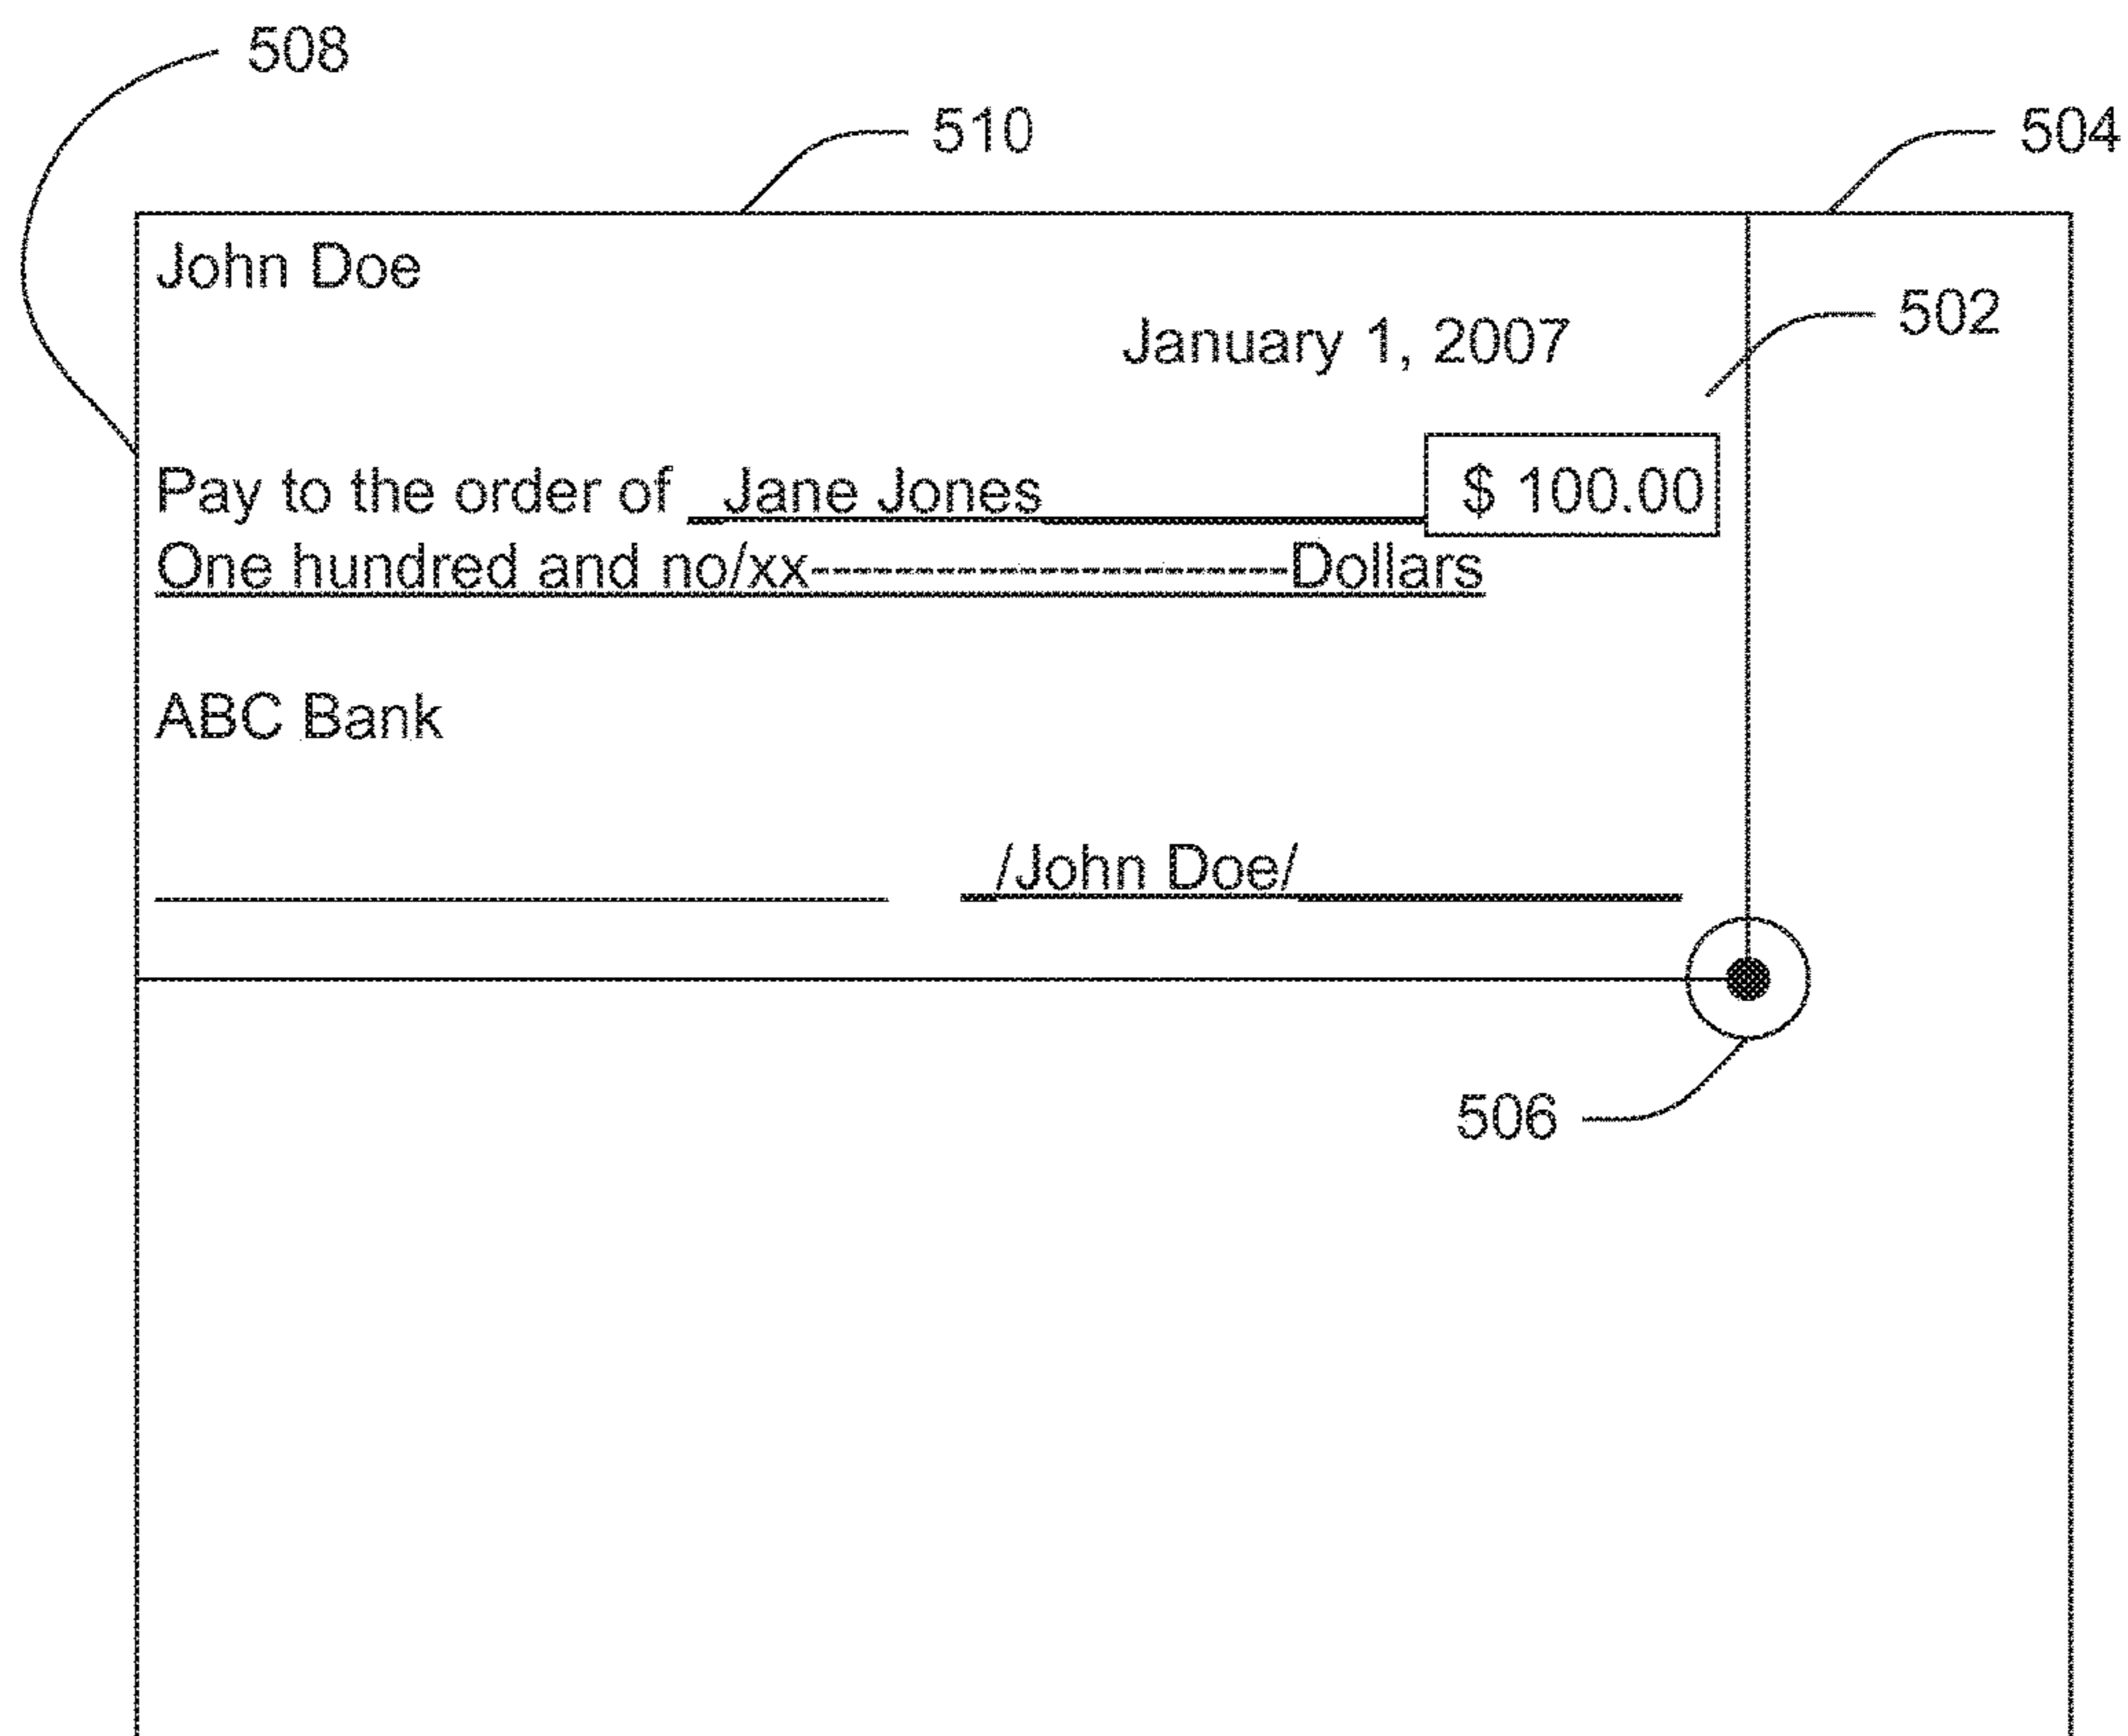 508
510
504
John Doe
502
January 1, 2007
Pay to the order of Jane Jones $ 100.00
One hundred and no/xx-------------------------Dollars
ABC Bank
/John Doe/
506